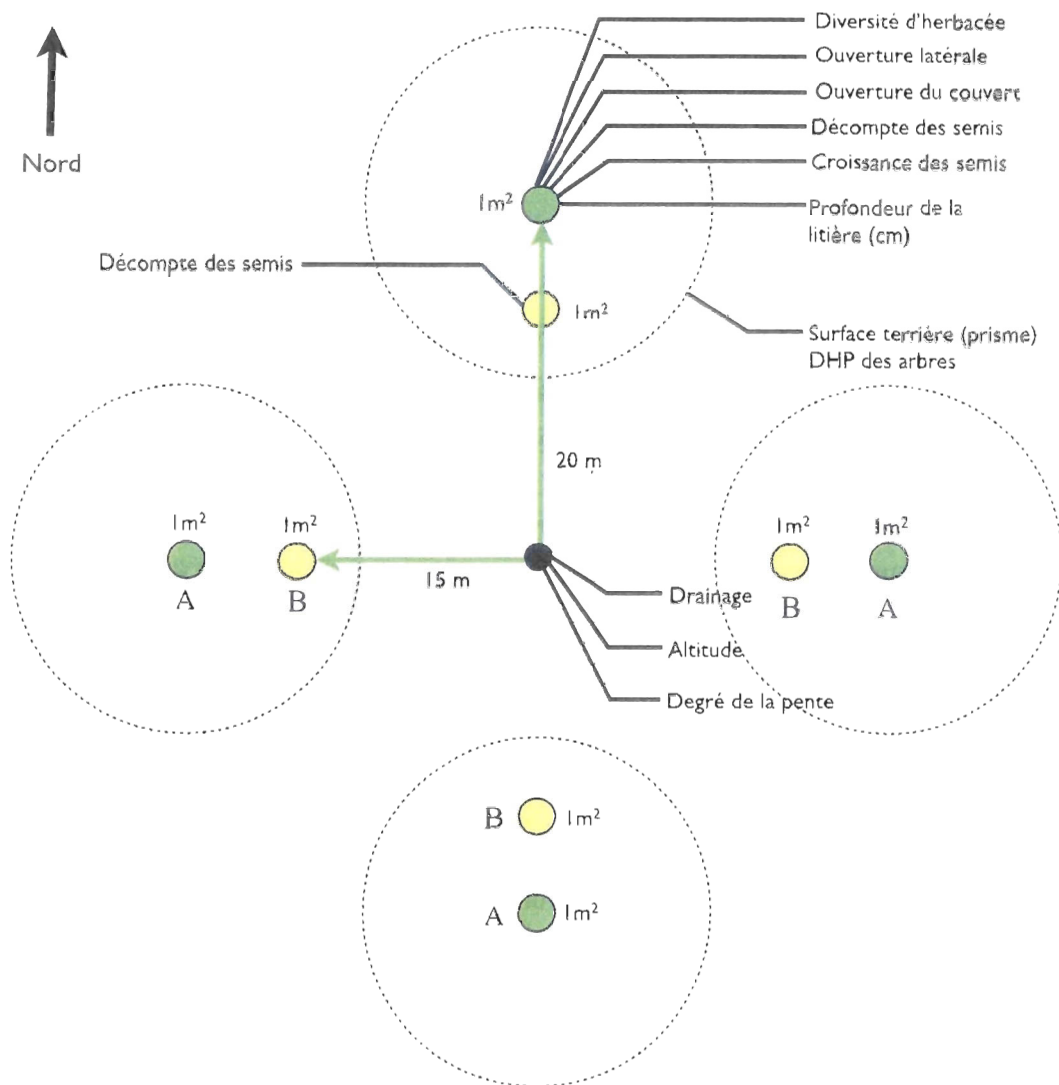 Diversité d'herbacée
Ouverture latérale
Ouverture du couvert
Décompte des semis
Croissance des semis
Profondeur de la
litière (cm)
Nord
1m²
Décompte des semis
1m²
Surface terrière (prisme)
DHP des arbres
20 m
1m²
1m²
1m²
1m²
15 m
A
B
B
A
Drainage
Altitude
Degré de la pente
B
1m²
A
1m²